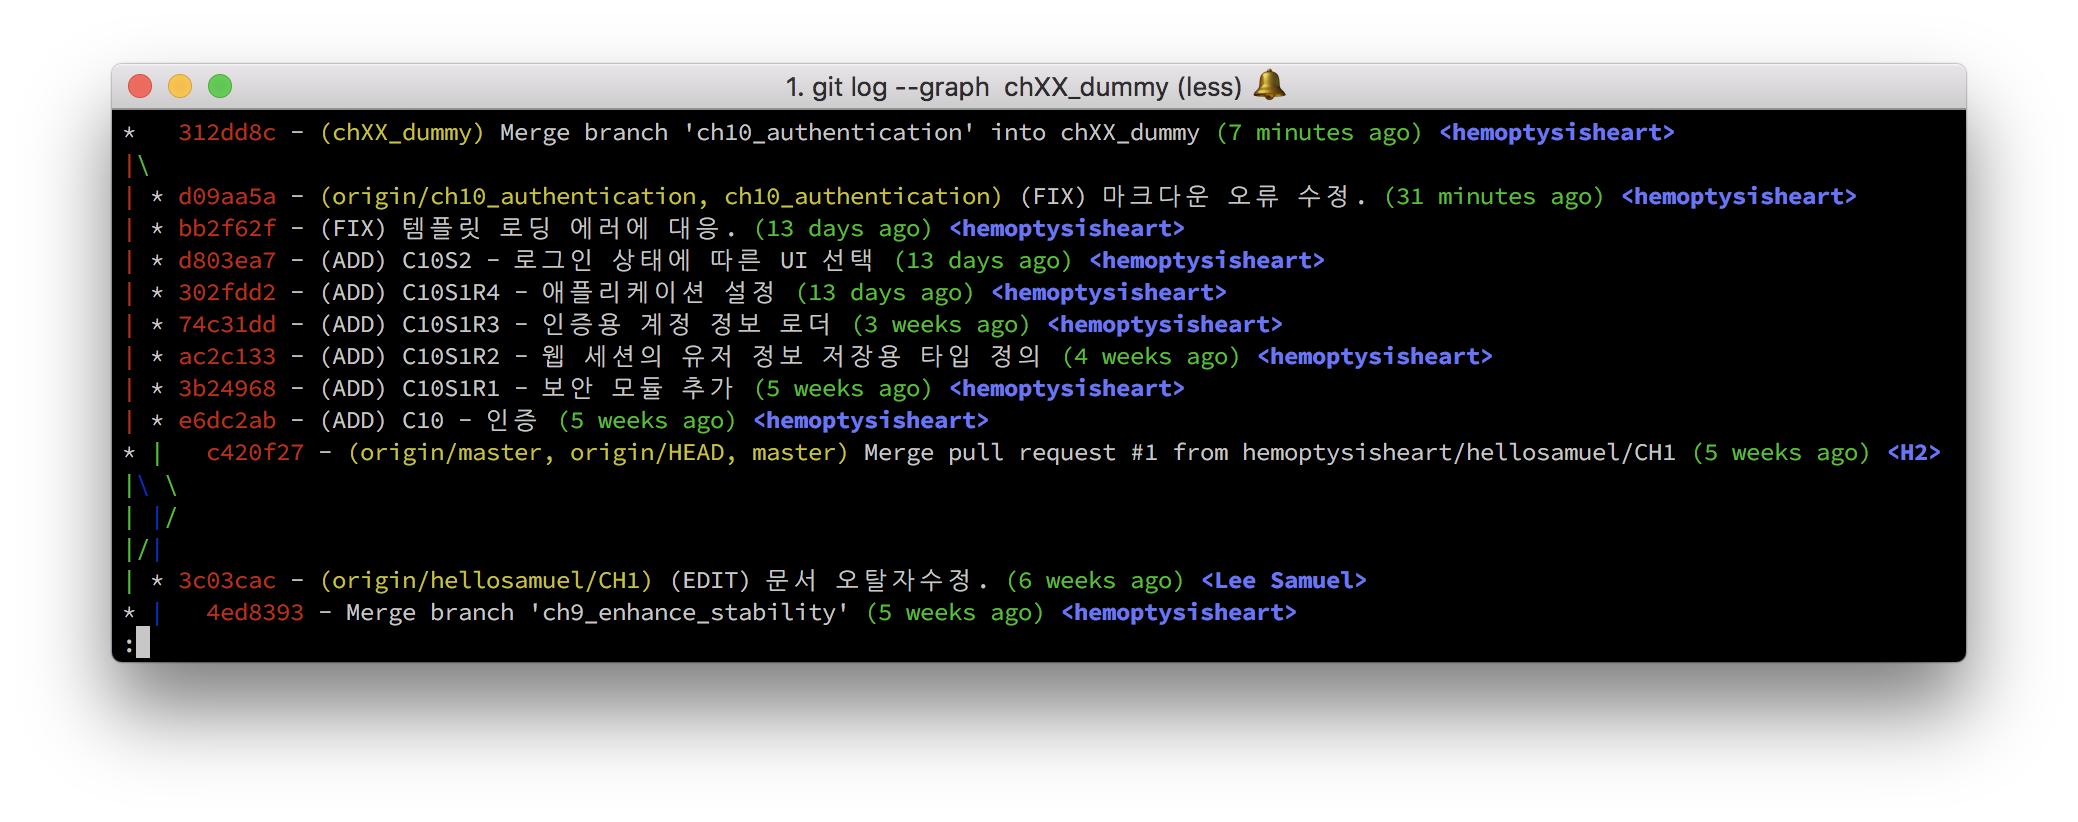 1. git log --graph chXX_dummy (less) 🔔
*   312dd8c - (chXX_dummy) Merge branch 'ch10_authentication' into chXX_dummy (7 minutes ago) <hemoptysisheart>
|\
| * d09aa5a - (origin/ch10_authentication, ch10_authentication) (FIX) 마크다운 오류 수정. (31 minutes ago) <hemoptysisheart>
| * bb2f62f - (FIX) 템플릿 로딩 에러에 대응. (13 days ago) <hemoptysisheart>
| * d803ea7 - (ADD) C10S2 - 로그인 상태에 따른 UI 선택 (13 days ago) <hemoptysisheart>
| * 302fdd2 - (ADD) C10S1R4 - 애플리케이션 설정 (13 days ago) <hemoptysisheart>
| * 74c31dd - (ADD) C10S1R3 - 인증용 계정 정보 로더 (3 weeks ago) <hemoptysisheart>
| * ac2c133 - (ADD) C10S1R2 - 웹 세션의 유저 정보 저장용 타입 정의 (4 weeks ago) <hemoptysisheart>
| * 3b24968 - (ADD) C10S1R1 - 보안 모듈 추가 (5 weeks ago) <hemoptysisheart>
| * e6dc2ab - (ADD) C10 - 인증 (5 weeks ago) <hemoptysisheart>
* |   c420f27 - (origin/master, origin/HEAD, master) Merge pull request #1 from hemoptysisheart/hellosamuel/CH1 (5 weeks ago) <H2>
|\ \
| |/
|/|
| * 3c03cac - (origin/hellosamuel/CH1) (EDIT) 문서 오탈자수정. (6 weeks ago) <Lee Samuel>
* |   4ed8393 - Merge branch 'ch9_enhance_stability' (5 weeks ago) <hemoptysisheart>
: